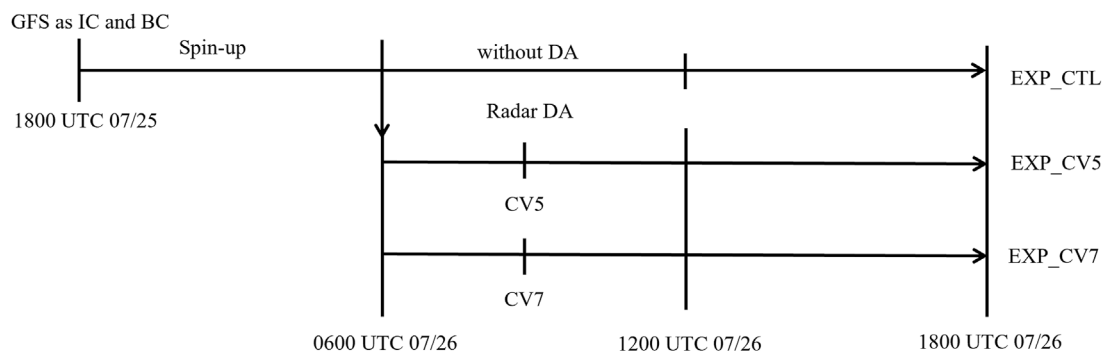 GFS as IC and BC
Spin-up
without DA
EXP_CTL
1800 UTC 07/25
Radar DA
EXP_CV5
CV5
EXP_CV7
CV7
0600 UTC 07/26
1200 UTC 07/26
1800 UTC 07/26